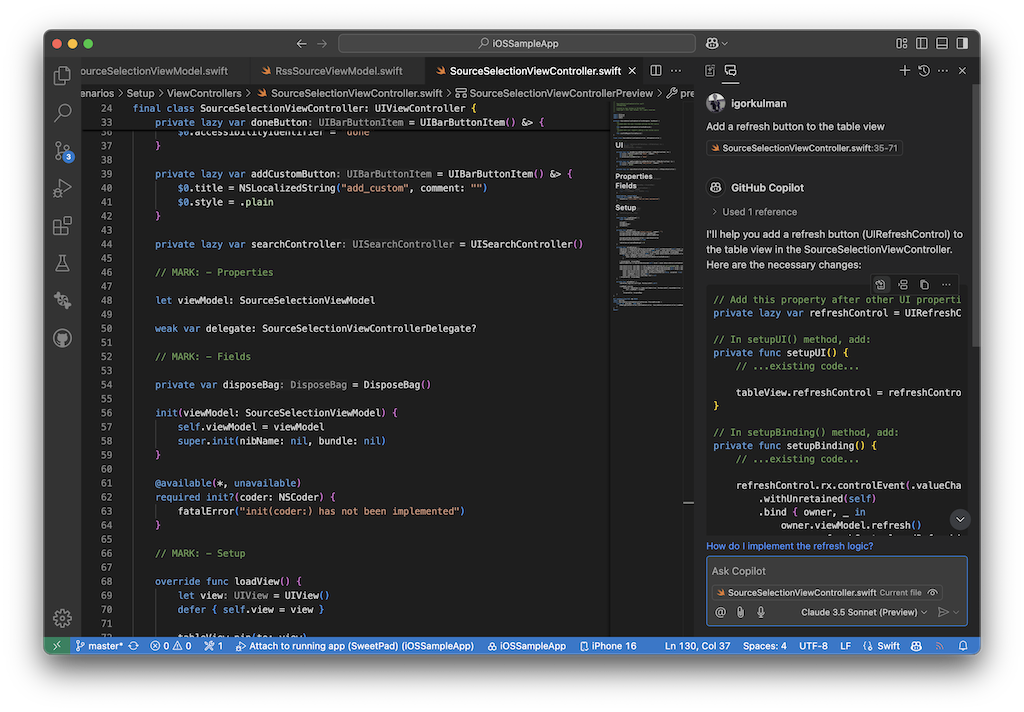 iOSSampleApp
ourceSelectionViewModel.swift
RssSourceViewModel.swift
SourceSelectionViewController.swift
enarios > Setup > ViewControllers > SourceSelectionViewController.swift > SourceSelectionViewControllerPreview > pre
24 final class SourceSelectionViewController: UIViewController {
33 private lazy var doneButton: UIBarButtonItem = UIBarButtonItem() &> {
36 $0.accessibilityIdentifier = "done"
37 }
38
39 private lazy var addCustomButton: UIBarButtonItem = UIBarButtonItem() &> {
40 $0.title = NSLocalizedString("add_custom", comment: "")
41 $0.style = .plain
42 }
43
44 private lazy var searchController: UISearchController = UISearchController()
45
46 // MARK: - Properties
47
48 let viewModel: SourceSelectionViewModel
49
50 weak var delegate: SourceSelectionViewControllerDelegate?
51
52 // MARK: - Fields
53
54 private var disposeBag: DisposeBag = DisposeBag()
55
56 init(viewModel: SourceSelectionViewModel) {
57 self.viewModel = viewModel
58 super.init(nibName: nil, bundle: nil)
59 }
60
61 @available(*, unavailable)
62 required init?(coder: NSCoder) {
63 fatalError("init(coder:) has not been implemented")
64 }
65
66 // MARK: - Setup
67
68 override func loadView() {
69 let view: UIView = UIView()
70 defer { self.view = view }
71
72 tableView.pin(to: view)
UI
Properties
Fields
Setup
igorkulman
Add a refresh button to the table view
SourceSelectionViewController.swift:35-71
GitHub Copilot
> Used 1 reference
I'll help you add a refresh button (UIRefreshControl) to
the table view in the SourceSelectionViewController.
Here are the necessary changes:
// Add this property after other UI properti
private lazy var refreshControl = UIRefreshC
// In setupUI() method, add:
private func setupUI() {
// ...existing code...
tableView.refreshControl = refreshContro
}
// In setupBinding() method, add:
private func setupBinding() {
// ...existing code...
refreshControl.rx.controlEvent(.valueCha
.withUnretained(self)
.bind { owner, _ in
owner.viewModel.refresh()
How do I implement the refresh logic?
Ask Copilot
SourceSelectionViewController.swift Current file
Claude 3.5 Sonnet (Preview)
3
master* 0 0 1 Attach to running app (SweetPad) (iOSSampleApp) iOSSampleApp iPhone 16 Ln 130, Col 37 Spaces: 4 UTF-8 LF Swift